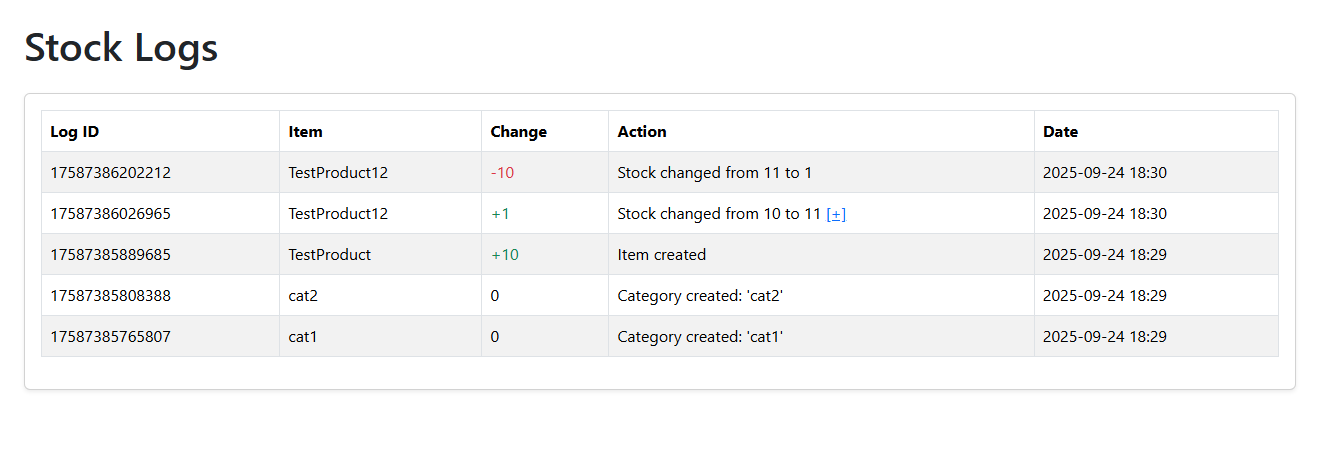 Stock Logs
Log ID Item Change Action Date
17587386202212 TestProduct12 -10 Stock changed from 11 to 1 2025-09-24 18:30
17587386026965 TestProduct12 +1 Stock changed from 10 to 11 [+] 2025-09-24 18:30
17587385889685 TestProduct +10 Item created 2025-09-24 18:29
17587385808388 cat2 0 Category created: 'cat2' 2025-09-24 18:29
17587385765807 cat1 0 Category created: 'cat1' 2025-09-24 18:29